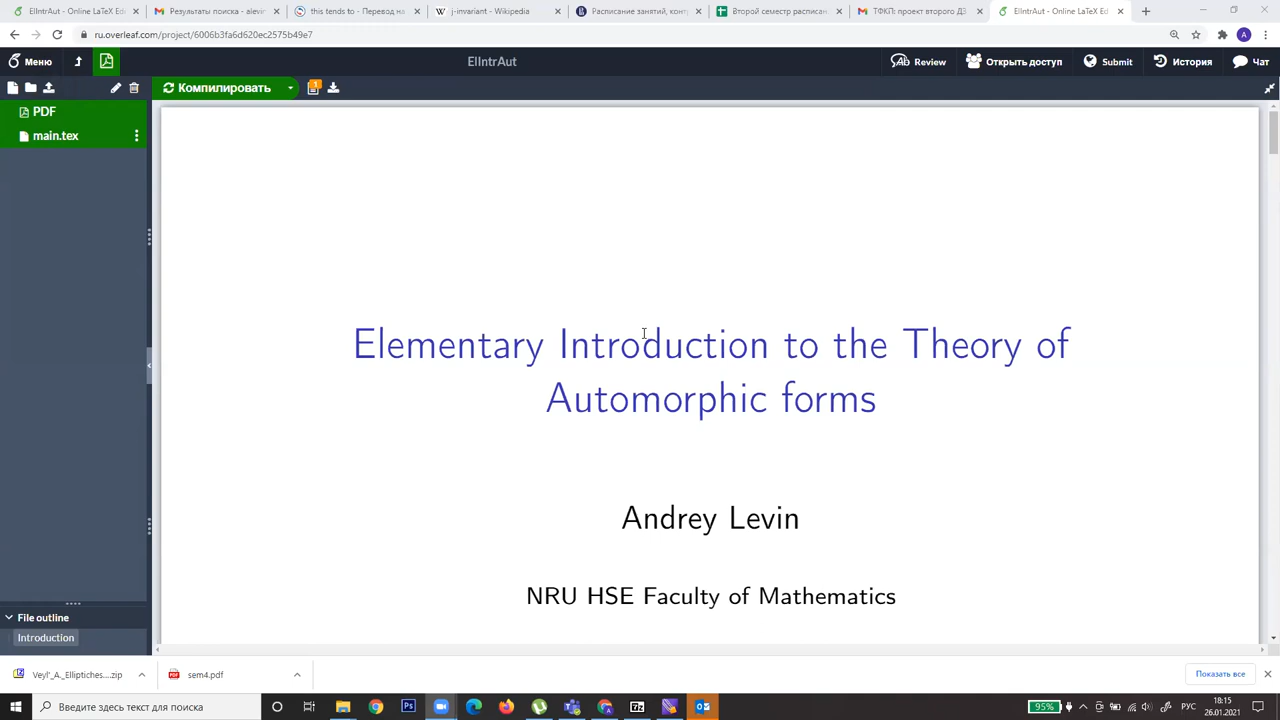 ElIntrAut - Online LaTeX Ed
Результаты поиска - alevin
this tends to - Перевод на
j-invariant - Wikipedia
Расписание занятий, конт
Второй семестр расписан
ТФКП: проект второго ДЗ
ElIntrAut - Online LaTeX Ed
ru.overleaf.com/project/6006b3fa6d620ec2575b49e7
A
Меню
ElIntrAut
Review
Открыть доступ
Submit
История
Чат
Компилировать
PDF
main.tex
Elementary Introduction to the Theory of
Automorphic forms
Andrey Levin
NRU HSE Faculty of Mathematics
File outline
Introduction
Veyl'_A._Elliptiches....zip
sem4.pdf
Показать все
Введите здесь текст для поиска
95%
РУС
18:15
26.01.2021